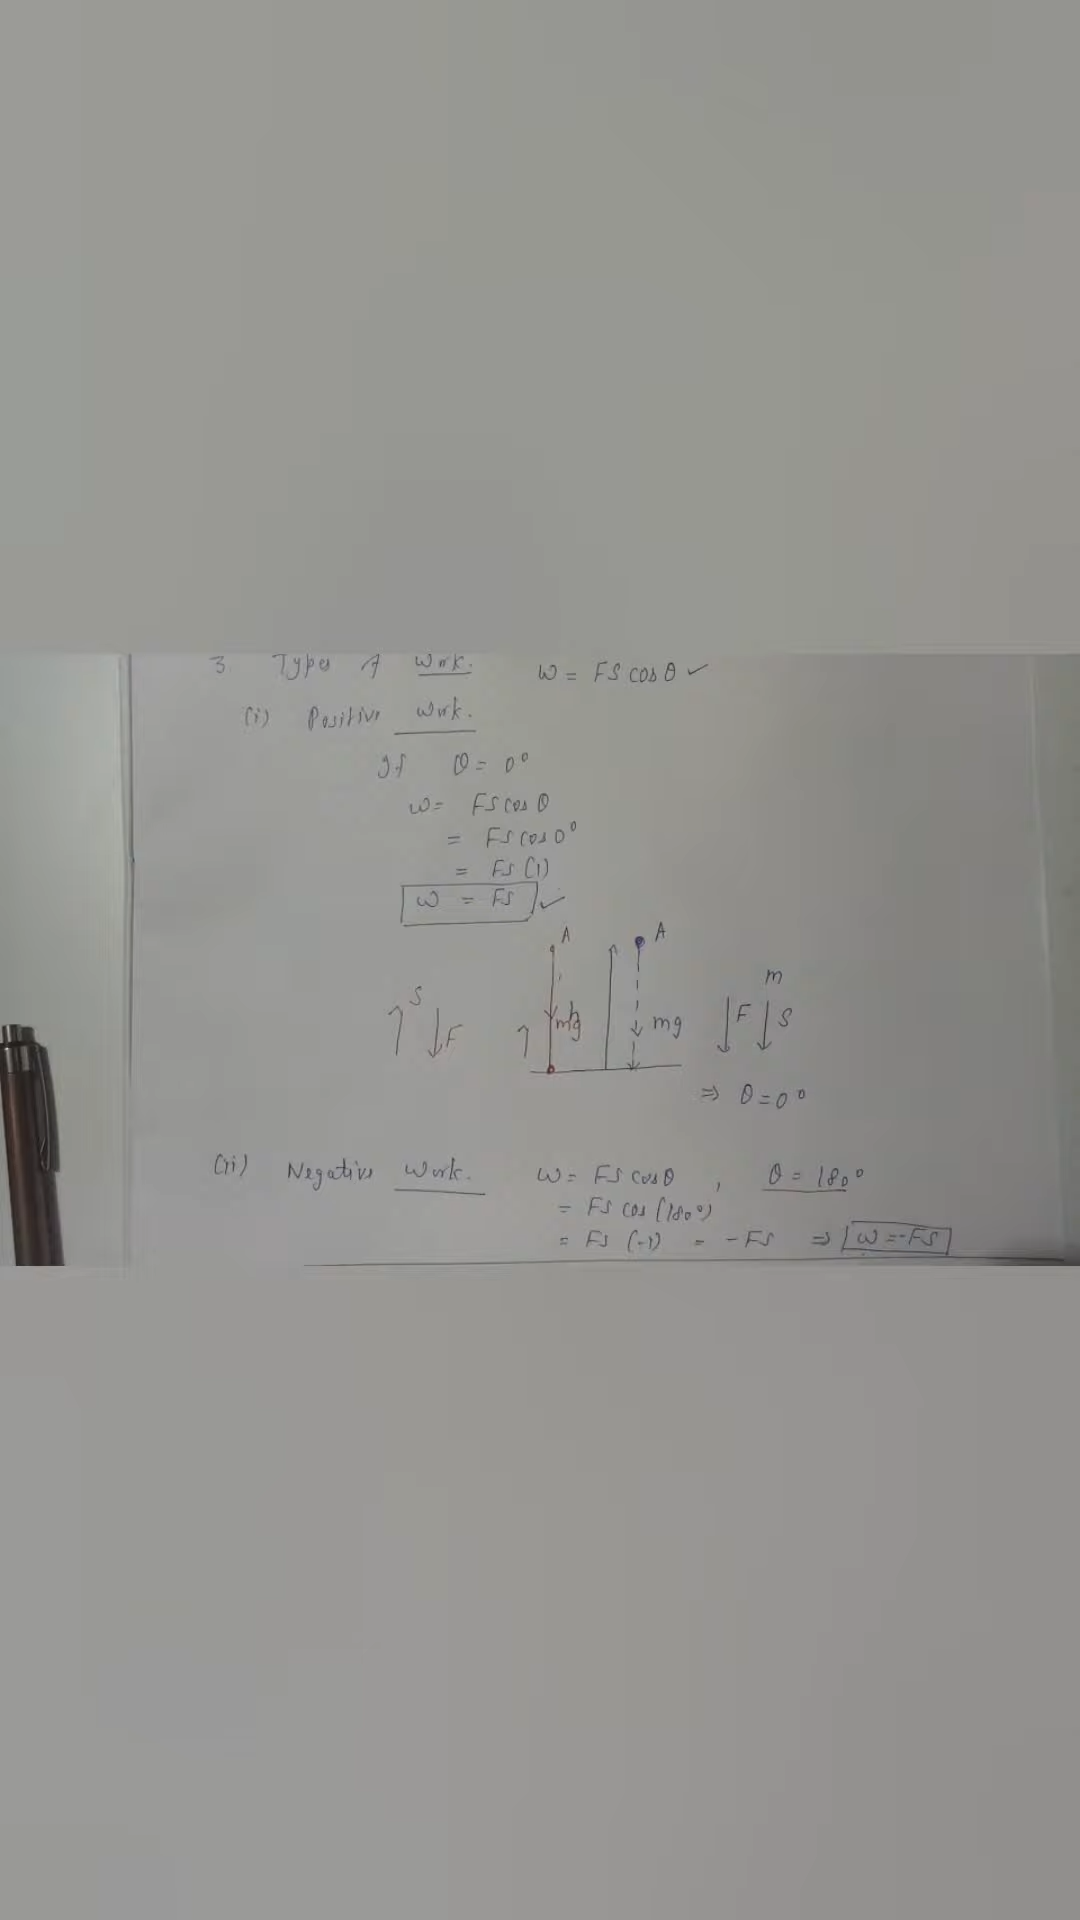 3. Types of Work. W = FS cos θ ✓
(i) Positive Work.
If θ = 0°
W = FS cos θ
= FS cos 0°
= FS (1)
W = FS ✓
A A
S F mg mg F m S
⇒ θ = 0°
(ii) Negative Work. W = FS cos θ , θ = 180°
= FS cos (180°)
= FS (-1) = -FS ⇒ W = -FS